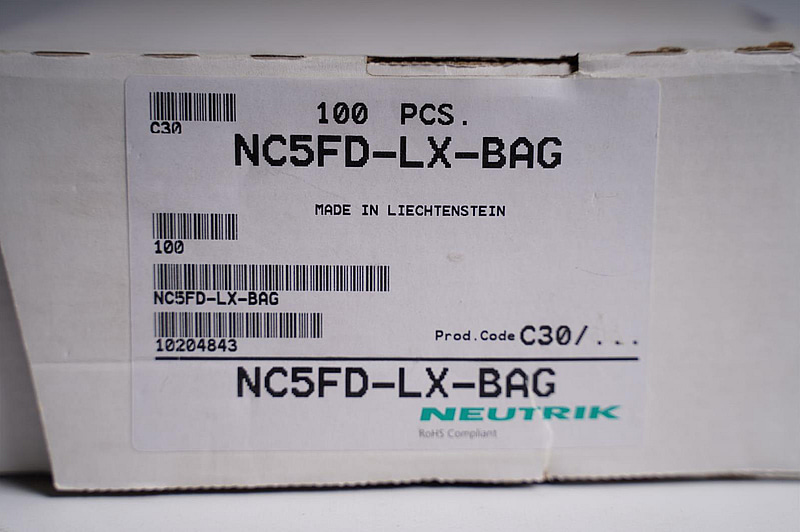 C30
100 PCS.
NC5FD-LX-BAG
MADE IN LIECHTENSTEIN
100
NC5FD-LX-BAG
10204843
Prod.Code C30/...
NC5FD-LX-BAG
NEUTRIK
RoHS Compliant